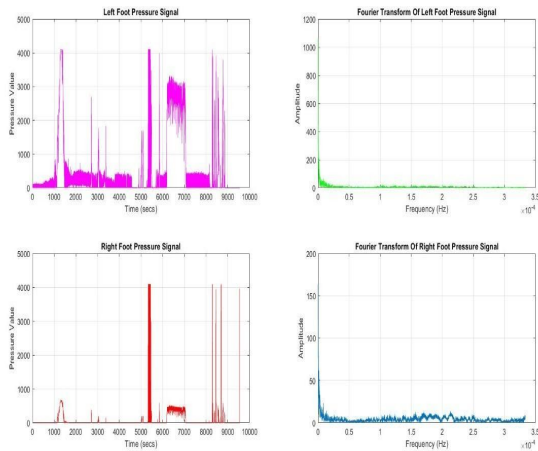 Left Foot Pressure Signal
5000
4000
3000
2000
1000
0
Pressure Value
0 1000 2000 3000 4000 5000 6000 7000 8000 9000 10000
Time (secs)
Fourier Transform Of Left Foot Pressure Signal
1200
1000
800
600
400
200
0
Amplitude
0 0.5 1 1.5 2 2.5 3 3.5
×10⁻⁴
Frequency (Hz)
Right Foot Pressure Signal
5000
4000
3000
2000
1000
0
Pressure Value
0 1000 2000 3000 4000 5000 6000 7000 8000 9000 10000
Time (secs)
Fourier Transform Of Right Foot Pressure Signal
200
150
100
50
0
Amplitude
0 0.5 1 1.5 2 2.5 3 3.5
×10⁻⁴
Frequency (Hz)